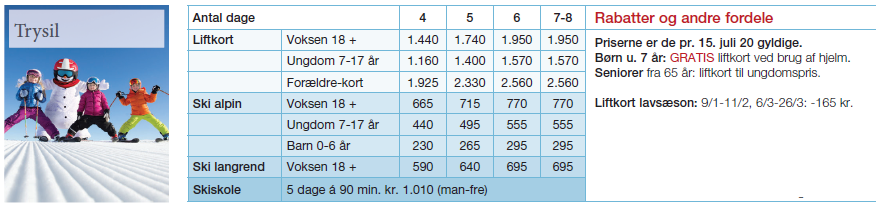 Trysil
Antal dage 4 5 6 7-8
Liftkort Voksen 18 + 1.440 1.740 1.950 1.950
Ungdom 7-17 år 1.160 1.400 1.570 1.570
Forældre-kort 1.925 2.330 2.560 2.560
Ski alpin Voksen 18 + 665 715 770 770
Ungdom 7-17 år 440 495 555 555
Barn 0-6 år 230 265 295 295
Ski langrend Voksen 18 + 590 640 695 695
Skiskole 5 dage á 90 min. kr. 1.010 (man-fre)
Rabatter og andre fordele
Priserne er de pr. 15. juli 20 gyldige.
Børn u. 7 år: GRATIS liftkort ved brug af hjelm.
Seniorer fra 65 år: liftkort til ungdomspris.
Liftkort lavsæson: 9/1-11/2, 6/3-26/3: -165 kr.